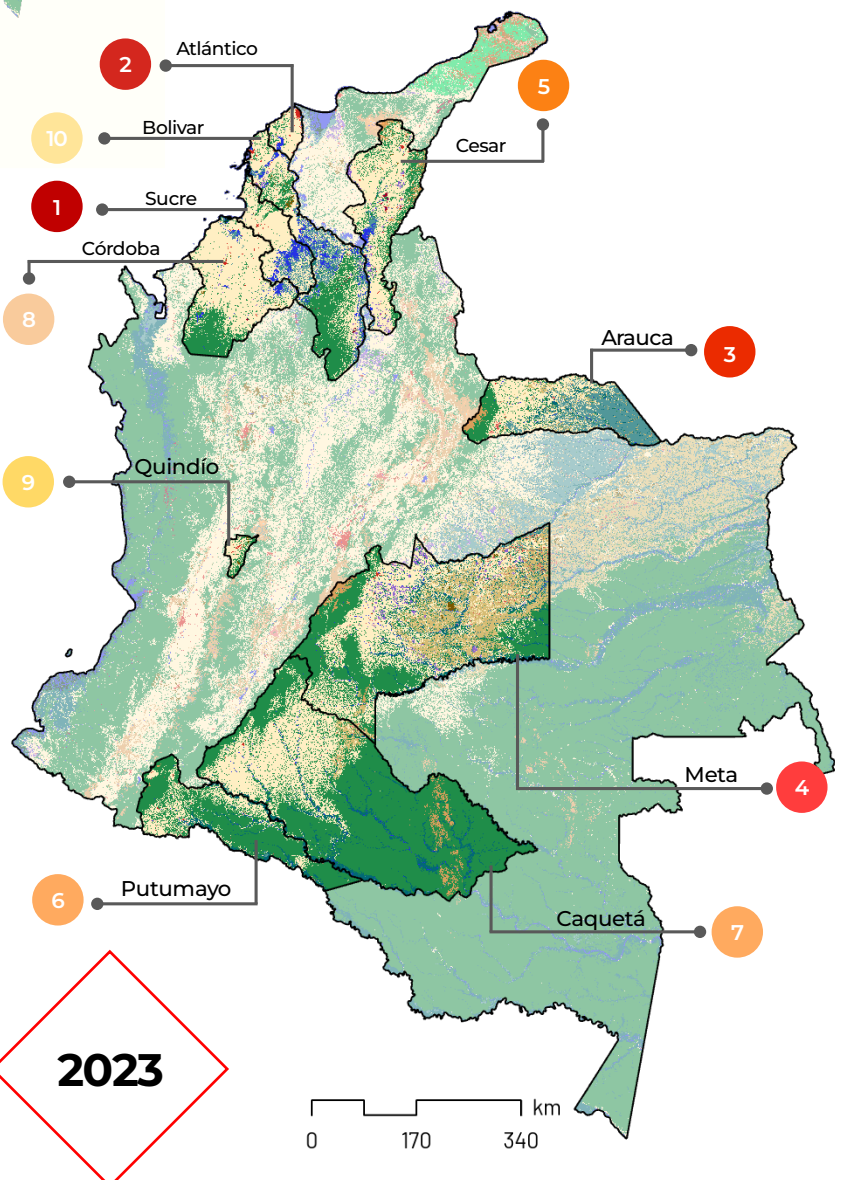 Atlántico
2
5
Bolivar
10
Cesar
Sucre
1
Córdoba
8
Arauca
3
Quindío
9
Meta
4
Putumayo
6
Caquetá
7
2023
km
0 170 340